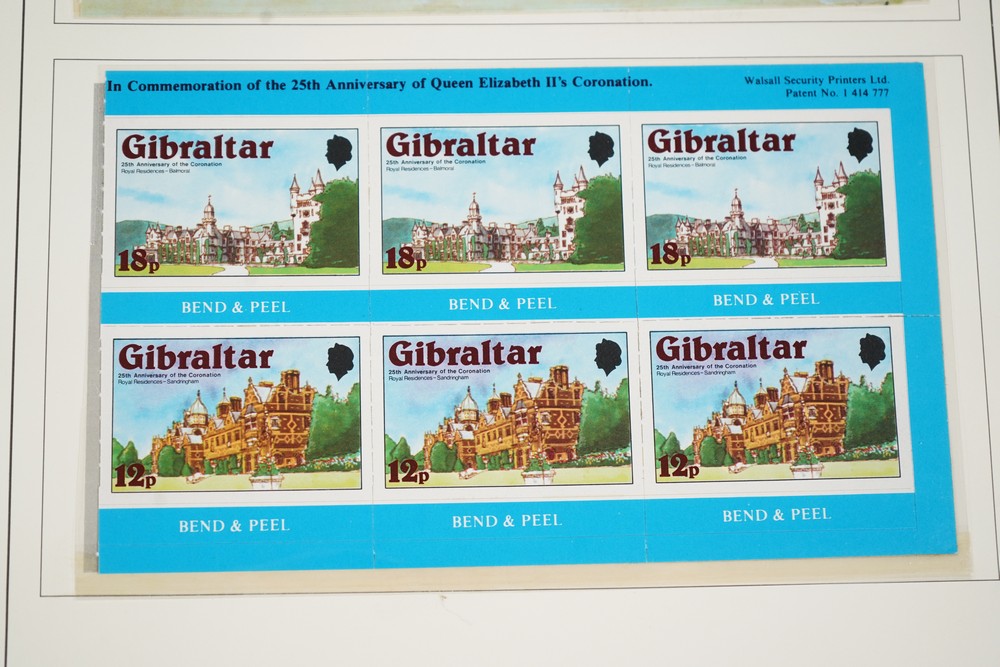 In Commemoration of the 25th Anniversary of Queen Elizabeth II's Coronation.
Walsall Security Printers Ltd.
Patent No. 1 414 777
Gibraltar
25th Anniversary of the Coronation
Royal Residences - Balmoral
18p
Gibraltar
25th Anniversary of the Coronation
Royal Residences - Balmoral
18p
Gibraltar
25th Anniversary of the Coronation
Royal Residences - Balmoral
18p
BEND & PEEL
BEND & PEEL
BEND & PEEL
Gibraltar
25th Anniversary of the Coronation
Royal Residences - Sandringham
12p
Gibraltar
25th Anniversary of the Coronation
Royal Residences - Sandringham
12p
Gibraltar
25th Anniversary of the Coronation
Royal Residences - Sandringham
12p
BEND & PEEL
BEND & PEEL
BEND & PEEL